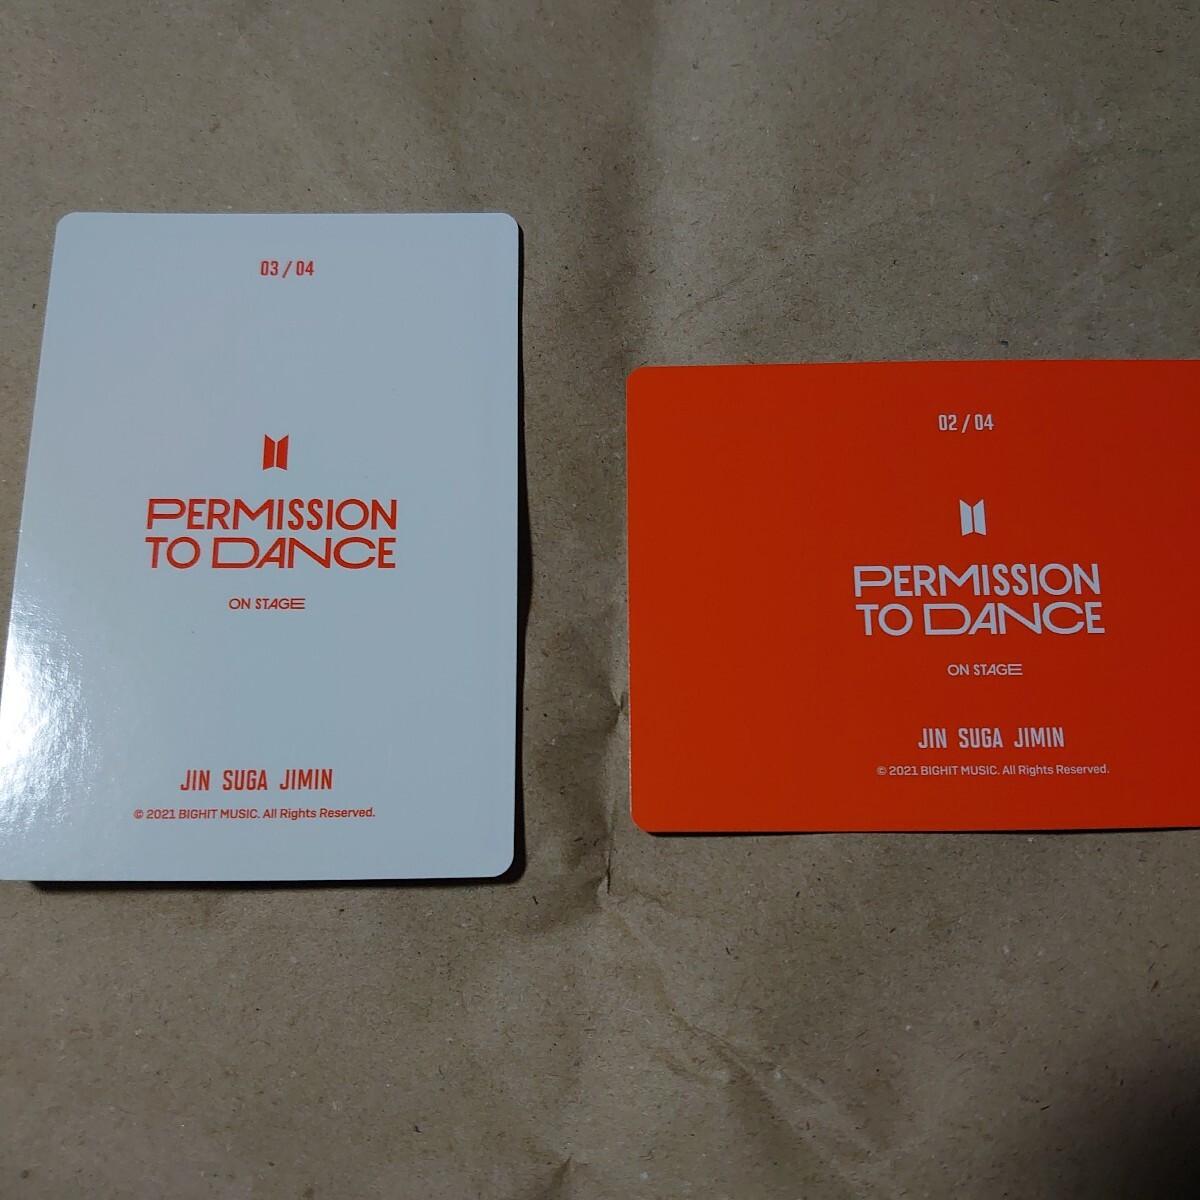 03 / 04
PERMISSION
TO DANCE
ON STAGE
JIN SUGA JIMIN
© 2021 BIGHIT MUSIC. All Rights Reserved.
02 / 04
PERMISSION
TO DANCE
ON STAGE
JIN SUGA JIMIN
© 2021 BIGHIT MUSIC. All Rights Reserved.